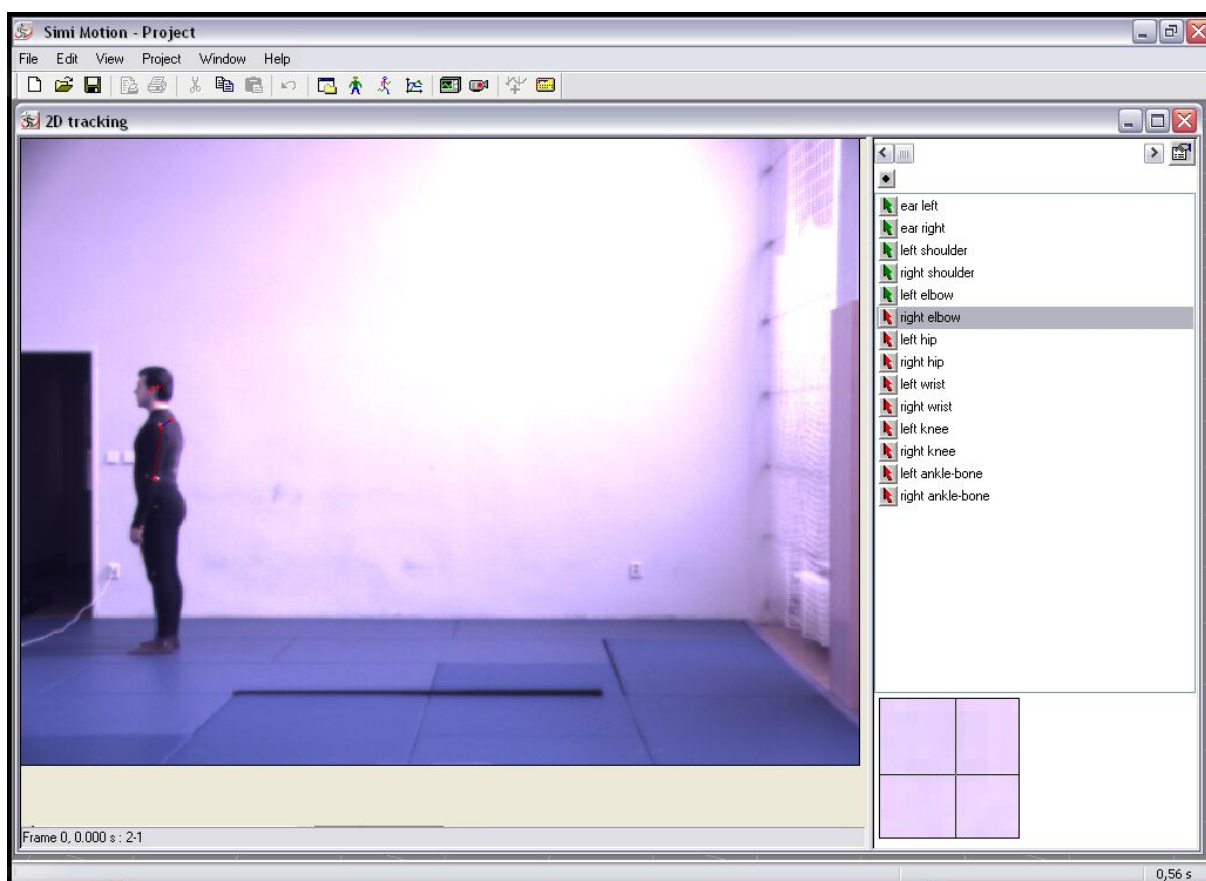 Simi Motion - Project
File Edit View Project Window Help
2D tracking
ear left
ear right
left shoulder
right shoulder
left elbow
right elbow
left hip
right hip
left wrist
right wrist
left knee
right knee
left ankle-bone
right ankle-bone
Frame 0, 0.000 s : 2-1
0,56 s